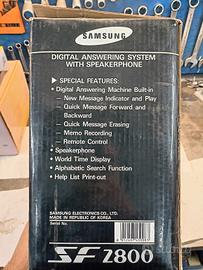 SAMSUNG
DIGITAL ANSWERING SYSTEM
WITH SPEAKERPHONE
▶ SPECIAL FEATURES:
• Digital Answering Machine Built-in
– New Message Indicator and Play
– Quick Message Forward and
Backward
– Quick Message Erasing
– Memo Recording
– Remote Control
• Speakerphone
• World Time Display
• Alphabetic Search Function
• Help List Print-out
SAMSUNG ELECTRONICS CO., LTD.
MADE IN REPUBLIC OF KOREA
Serial No.
SF 2800